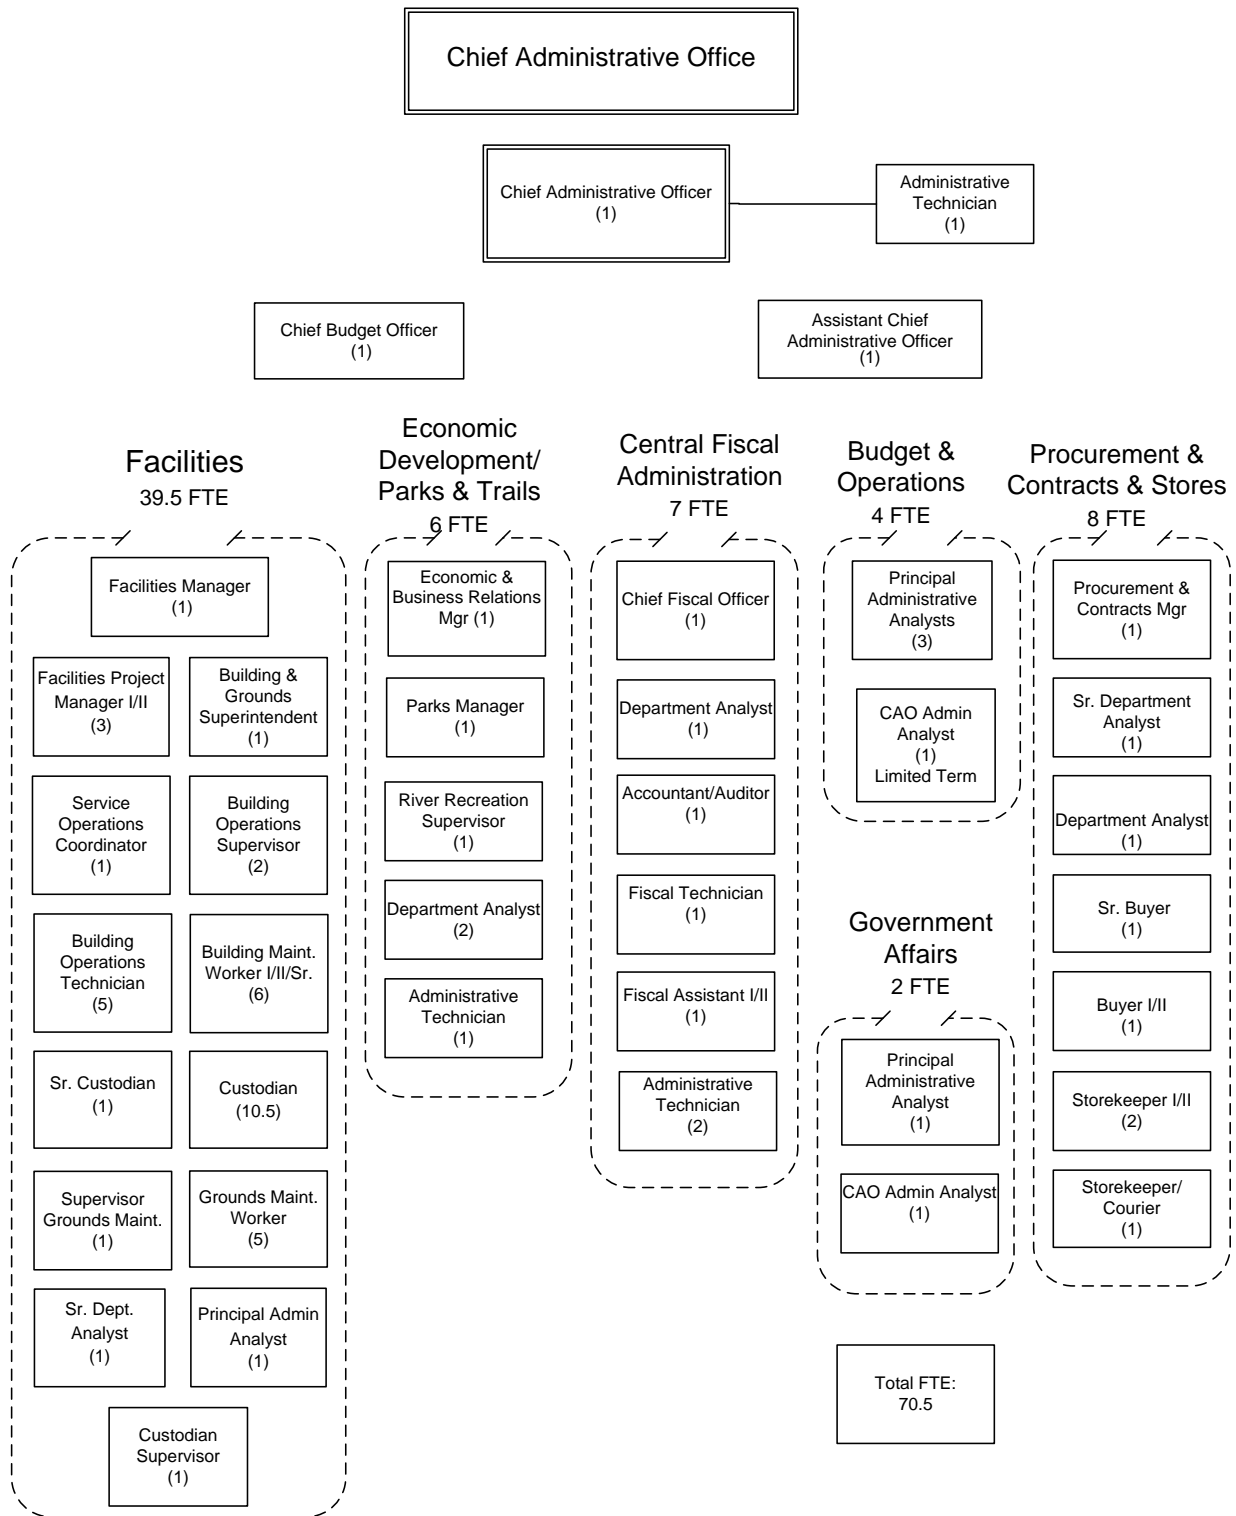 Chief Administrative Office
Chief Administrative Officer
(1)
Administrative
Technician
(1)
Chief Budget Officer
(1)
Assistant Chief
Administrative Officer
(1)
Facilities
39.5 FTE
Facilities Manager
(1)
Facilities Project
Manager I/II
(3)
Building &
Grounds
Superintendent
(1)
Service
Operations
Coordinator
(1)
Building
Operations
Supervisor
(2)
Building
Operations
Technician
(5)
Building Maint.
Worker I/II/Sr.
(6)
Sr. Custodian
(1)
Custodian
(10.5)
Supervisor
Grounds Maint.
(1)
Grounds Maint.
Worker
(5)
Sr. Dept.
Analyst
(1)
Principal Admin
Analyst
(1)
Custodian
Supervisor
(1)
Economic
Development/
Parks & Trails
6 FTE
Economic &
Business Relations
Mgr (1)
Parks Manager
(1)
River Recreation
Supervisor
(1)
Department Analyst
(2)
Administrative
Technician
(1)
Central Fiscal
Administration
7 FTE
Chief Fiscal Officer
(1)
Department Analyst
(1)
Accountant/Auditor
(1)
Fiscal Technician
(1)
Fiscal Assistant I/II
(1)
Administrative
Technician
(2)
Budget &
Operations
4 FTE
Principal
Administrative
Analysts
(3)
CAO Admin
Analyst
(1)
Limited Term
Government
Affairs
2 FTE
Principal
Administrative
Analyst
(1)
CAO Admin Analyst
(1)
Procurement &
Contracts & Stores
8 FTE
Procurement &
Contracts Mgr
(1)
Sr. Department
Analyst
(1)
Department Analyst
(1)
Sr. Buyer
(1)
Buyer I/II
(1)
Storekeeper I/II
(2)
Storekeeper/
Courier
(1)
Total FTE:
70.5